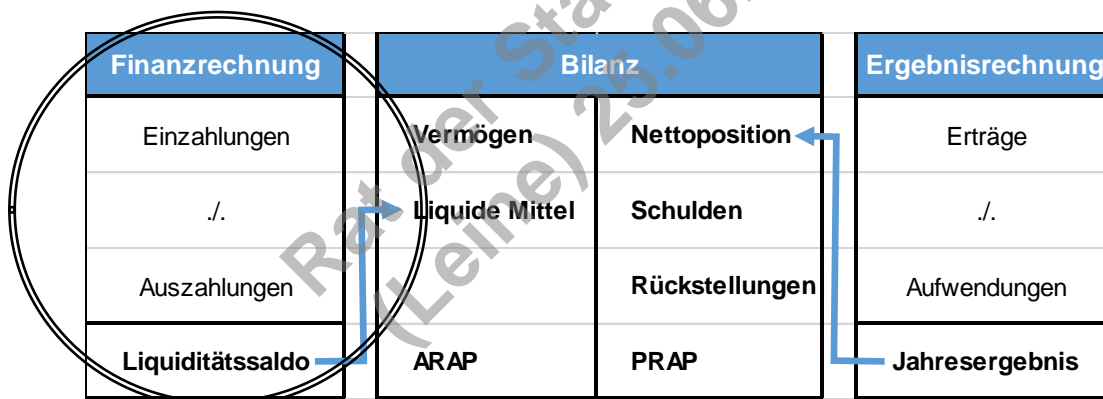 Finanzrechnung Bilanz Ergebnisrechnung
Einzahlungen Vermögen Nettoposition Erträge
./. Liquide Mittel Schulden ./.
Auszahlungen Rückstellungen Aufwendungen
Liquiditätssaldo ARAP PRAP Jahresergebnis
Rat der
(Leine) 25.06.